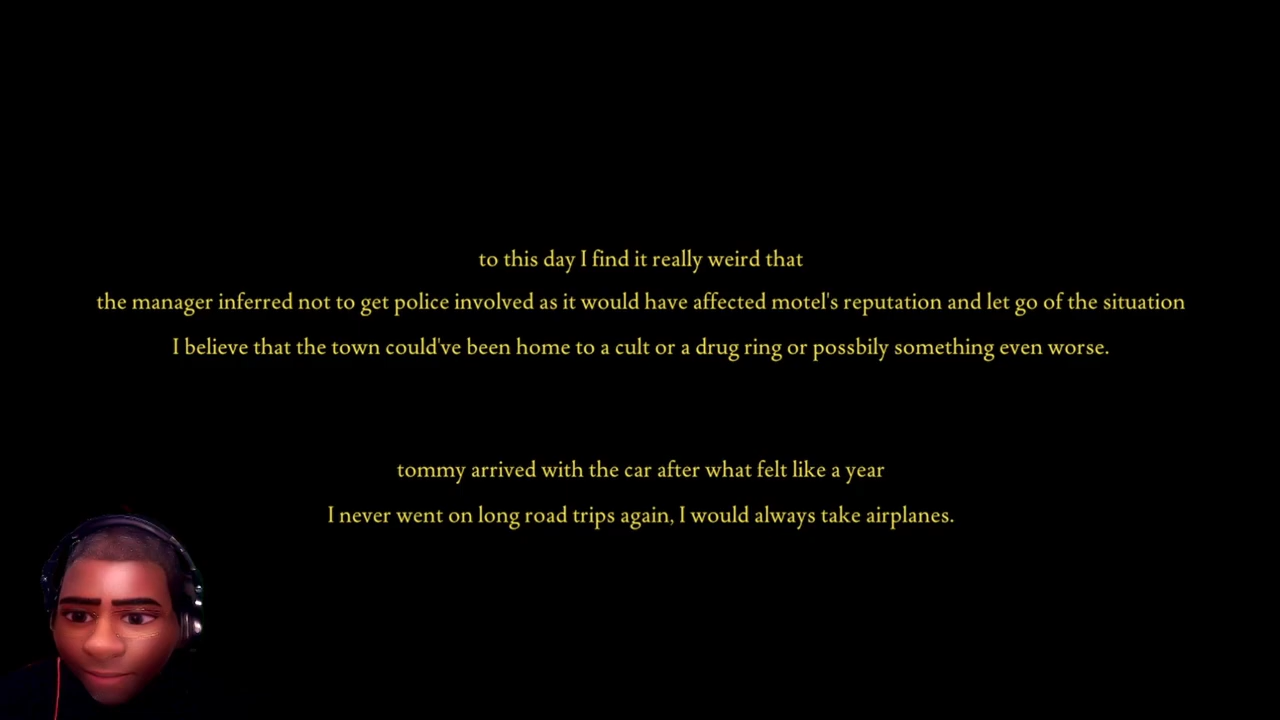 to this day I find it really weird that
the manager inferred not to get police involved as it would have affected motel's reputation and let go of the situation
I believe that the town could've been home to a cult or a drug ring or possbily something even worse.
tommy arrived with the car after what felt like a year
I never went on long road trips again, I would always take airplanes.